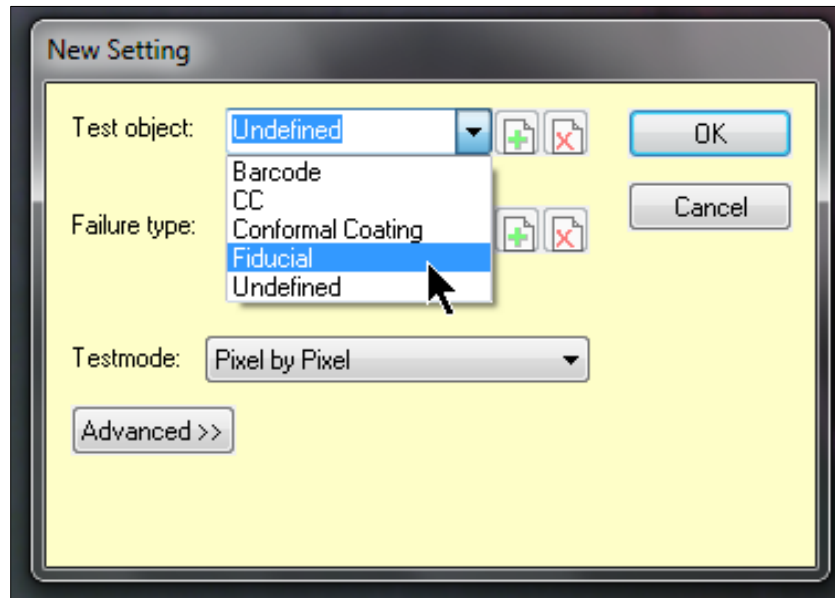 New Setting
Test object: Undefined OK
Barcode
CC Cancel
Failure type: Conformal Coating
Fiducial
Undefined
Testmode: Pixel by Pixel
Advanced >>